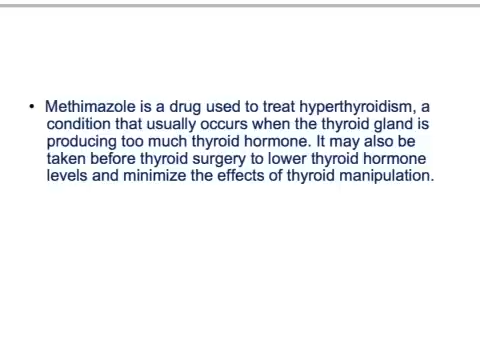 • Methimazole is a drug used to treat hyperthyroidism, a
condition that usually occurs when the thyroid gland is
producing too much thyroid hormone. It may also be
taken before thyroid surgery to lower thyroid hormone
levels and minimize the effects of thyroid manipulation.